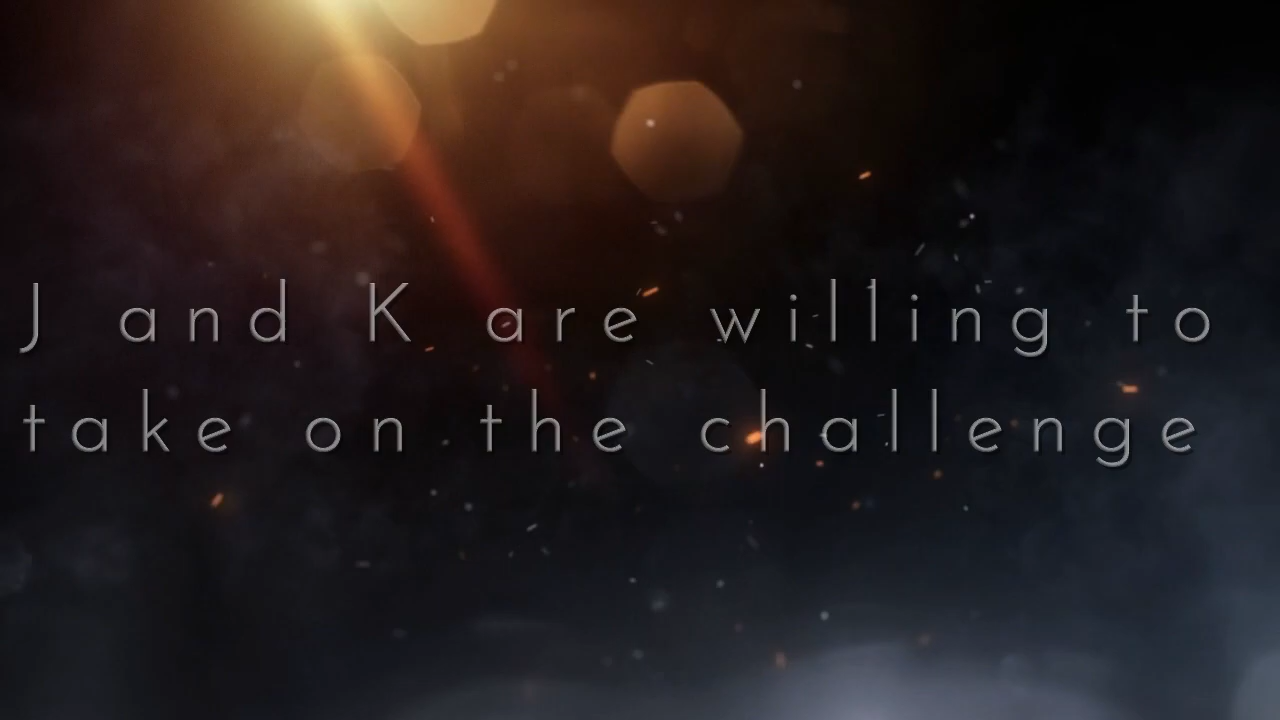 J and K are willing to
take on the challenge